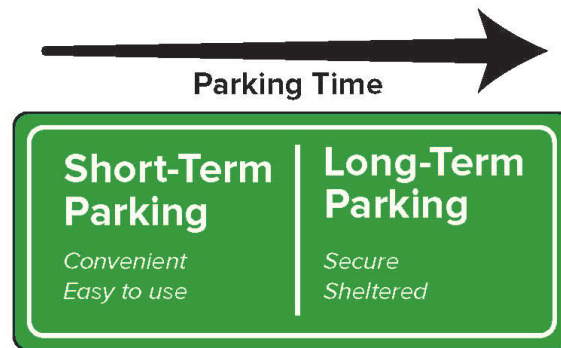 Parking Time
Short-Term
Parking
Convenient
Easy to use
Long-Term
Parking
Secure
Sheltered